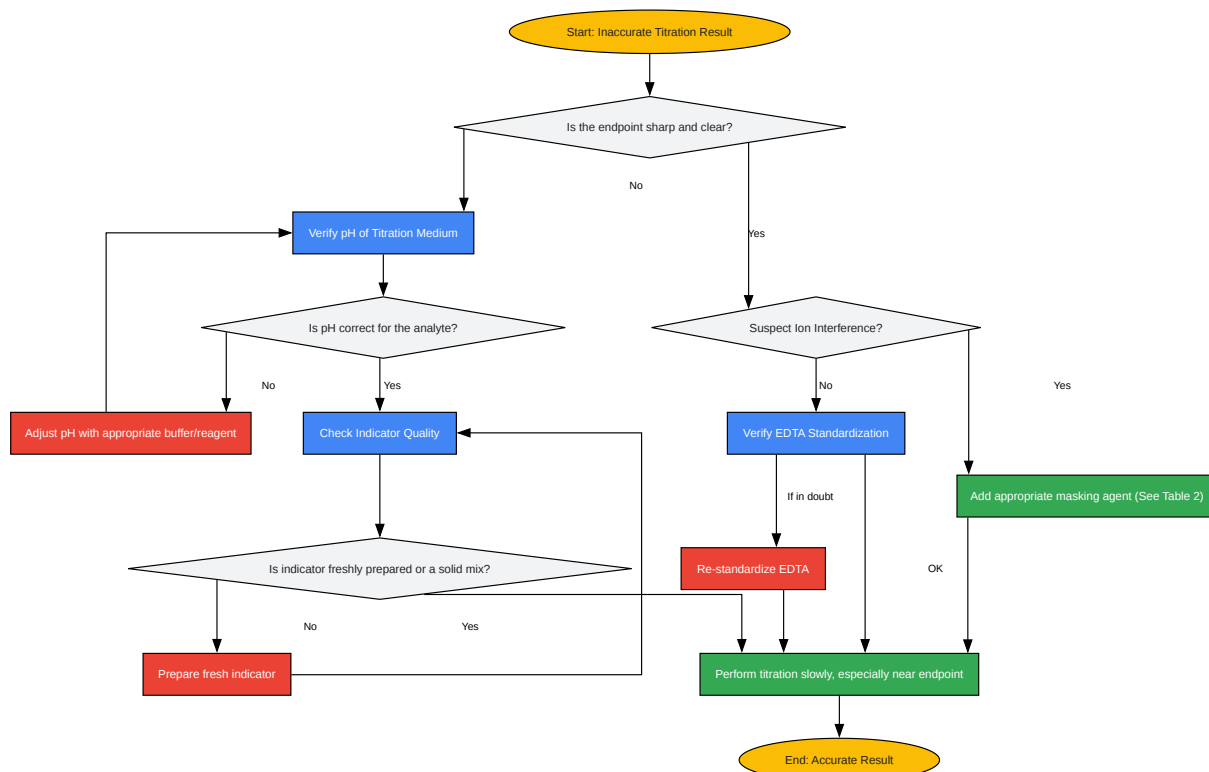 Start: Inaccurate Titration Result
Is the endpoint sharp and clear?
No
Verify pH of Titration Medium
Yes
Is pH correct for the analyte?
Suspect Ion Interference?
No
Yes
No
Yes
Adjust pH with appropriate buffer/reagent
Check Indicator Quality
Verify EDTA Standardization
Add appropriate masking agent (See Table 2)
If in doubt
Is indicator freshly prepared or a solid mix?
Re-standardize EDTA
OK
No
Yes
Prepare fresh indicator
Perform titration slowly, especially near endpoint
End: Accurate Result